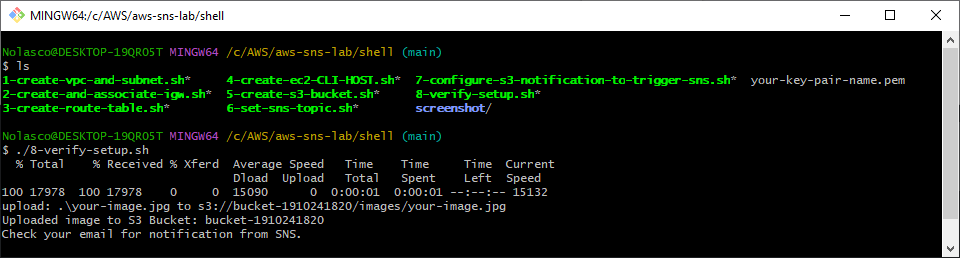 MINGW64:/c/AWS/aws-sns-lab/shell
Nolasco@DESKTOP-19QR05T MINGW64 /c/AWS/aws-sns-lab/shell (main)
$ ls
1-create-vpc-and-subnet.sh* 4-create-ec2-CLI-HOST.sh* 7-configure-s3-notification-to-trigger-sns.sh* your-key-pair-name.pem
2-create-and-associate-igw.sh* 5-create-s3-bucket.sh* 8-verify-setup.sh*
3-create-route-table.sh* 6-set-sns-topic.sh* screenshot/
Nolasco@DESKTOP-19QR05T MINGW64 /c/AWS/aws-sns-lab/shell (main)
$ ./8-verify-setup.sh
% Total % Received % Xferd Average Speed Time Time Time Current
Dload Upload Total Spent Left Speed
100 17978 100 17978 0 0 15090 0 0:00:01 0:00:01 --:--:-- 15132
upload: .\your-image.jpg to s3://bucket-1910241820/images/your-image.jpg
Uploaded image to S3 Bucket: bucket-1910241820
Check your email for notification from SNS.